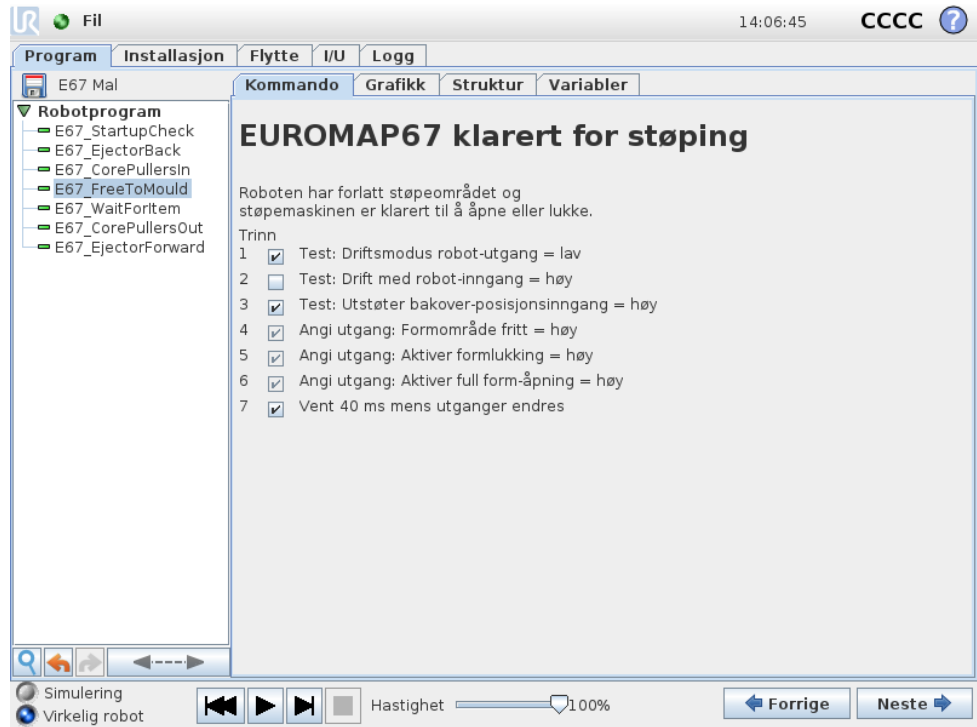 UR
Fil
14:06:45
CCCC
?
Program
Installasjon
Flytte
I/U
Logg
E67 Mal
Kommando
Grafikk
Struktur
Variabler
Robotprogram
E67_StartupCheck
E67_EjectorBack
E67_CorePullersIn
E67_FreeToMould
E67_WaitForItem
E67_CorePullersOut
E67_EjectorForward
EUROMAP67 klarert for støping
Roboten har forlatt støpeområdet og
støpemaskinen er klarert til å åpne eller lukke.
Trinn
1 Test: Driftsmodus robot-utgang = lav
2 Test: Drift med robot-inngang = høy
3 Test: Utstøter bakover-posisjonsinngang = høy
4 Angi utgang: Formområde fritt = høy
5 Angi utgang: Aktiver formlukking = høy
6 Angi utgang: Aktiver full form-åpning = høy
7 Vent 40 ms mens utganger endres
Simulering
Virkelig robot
Hastighet
100%
Forrige
Neste